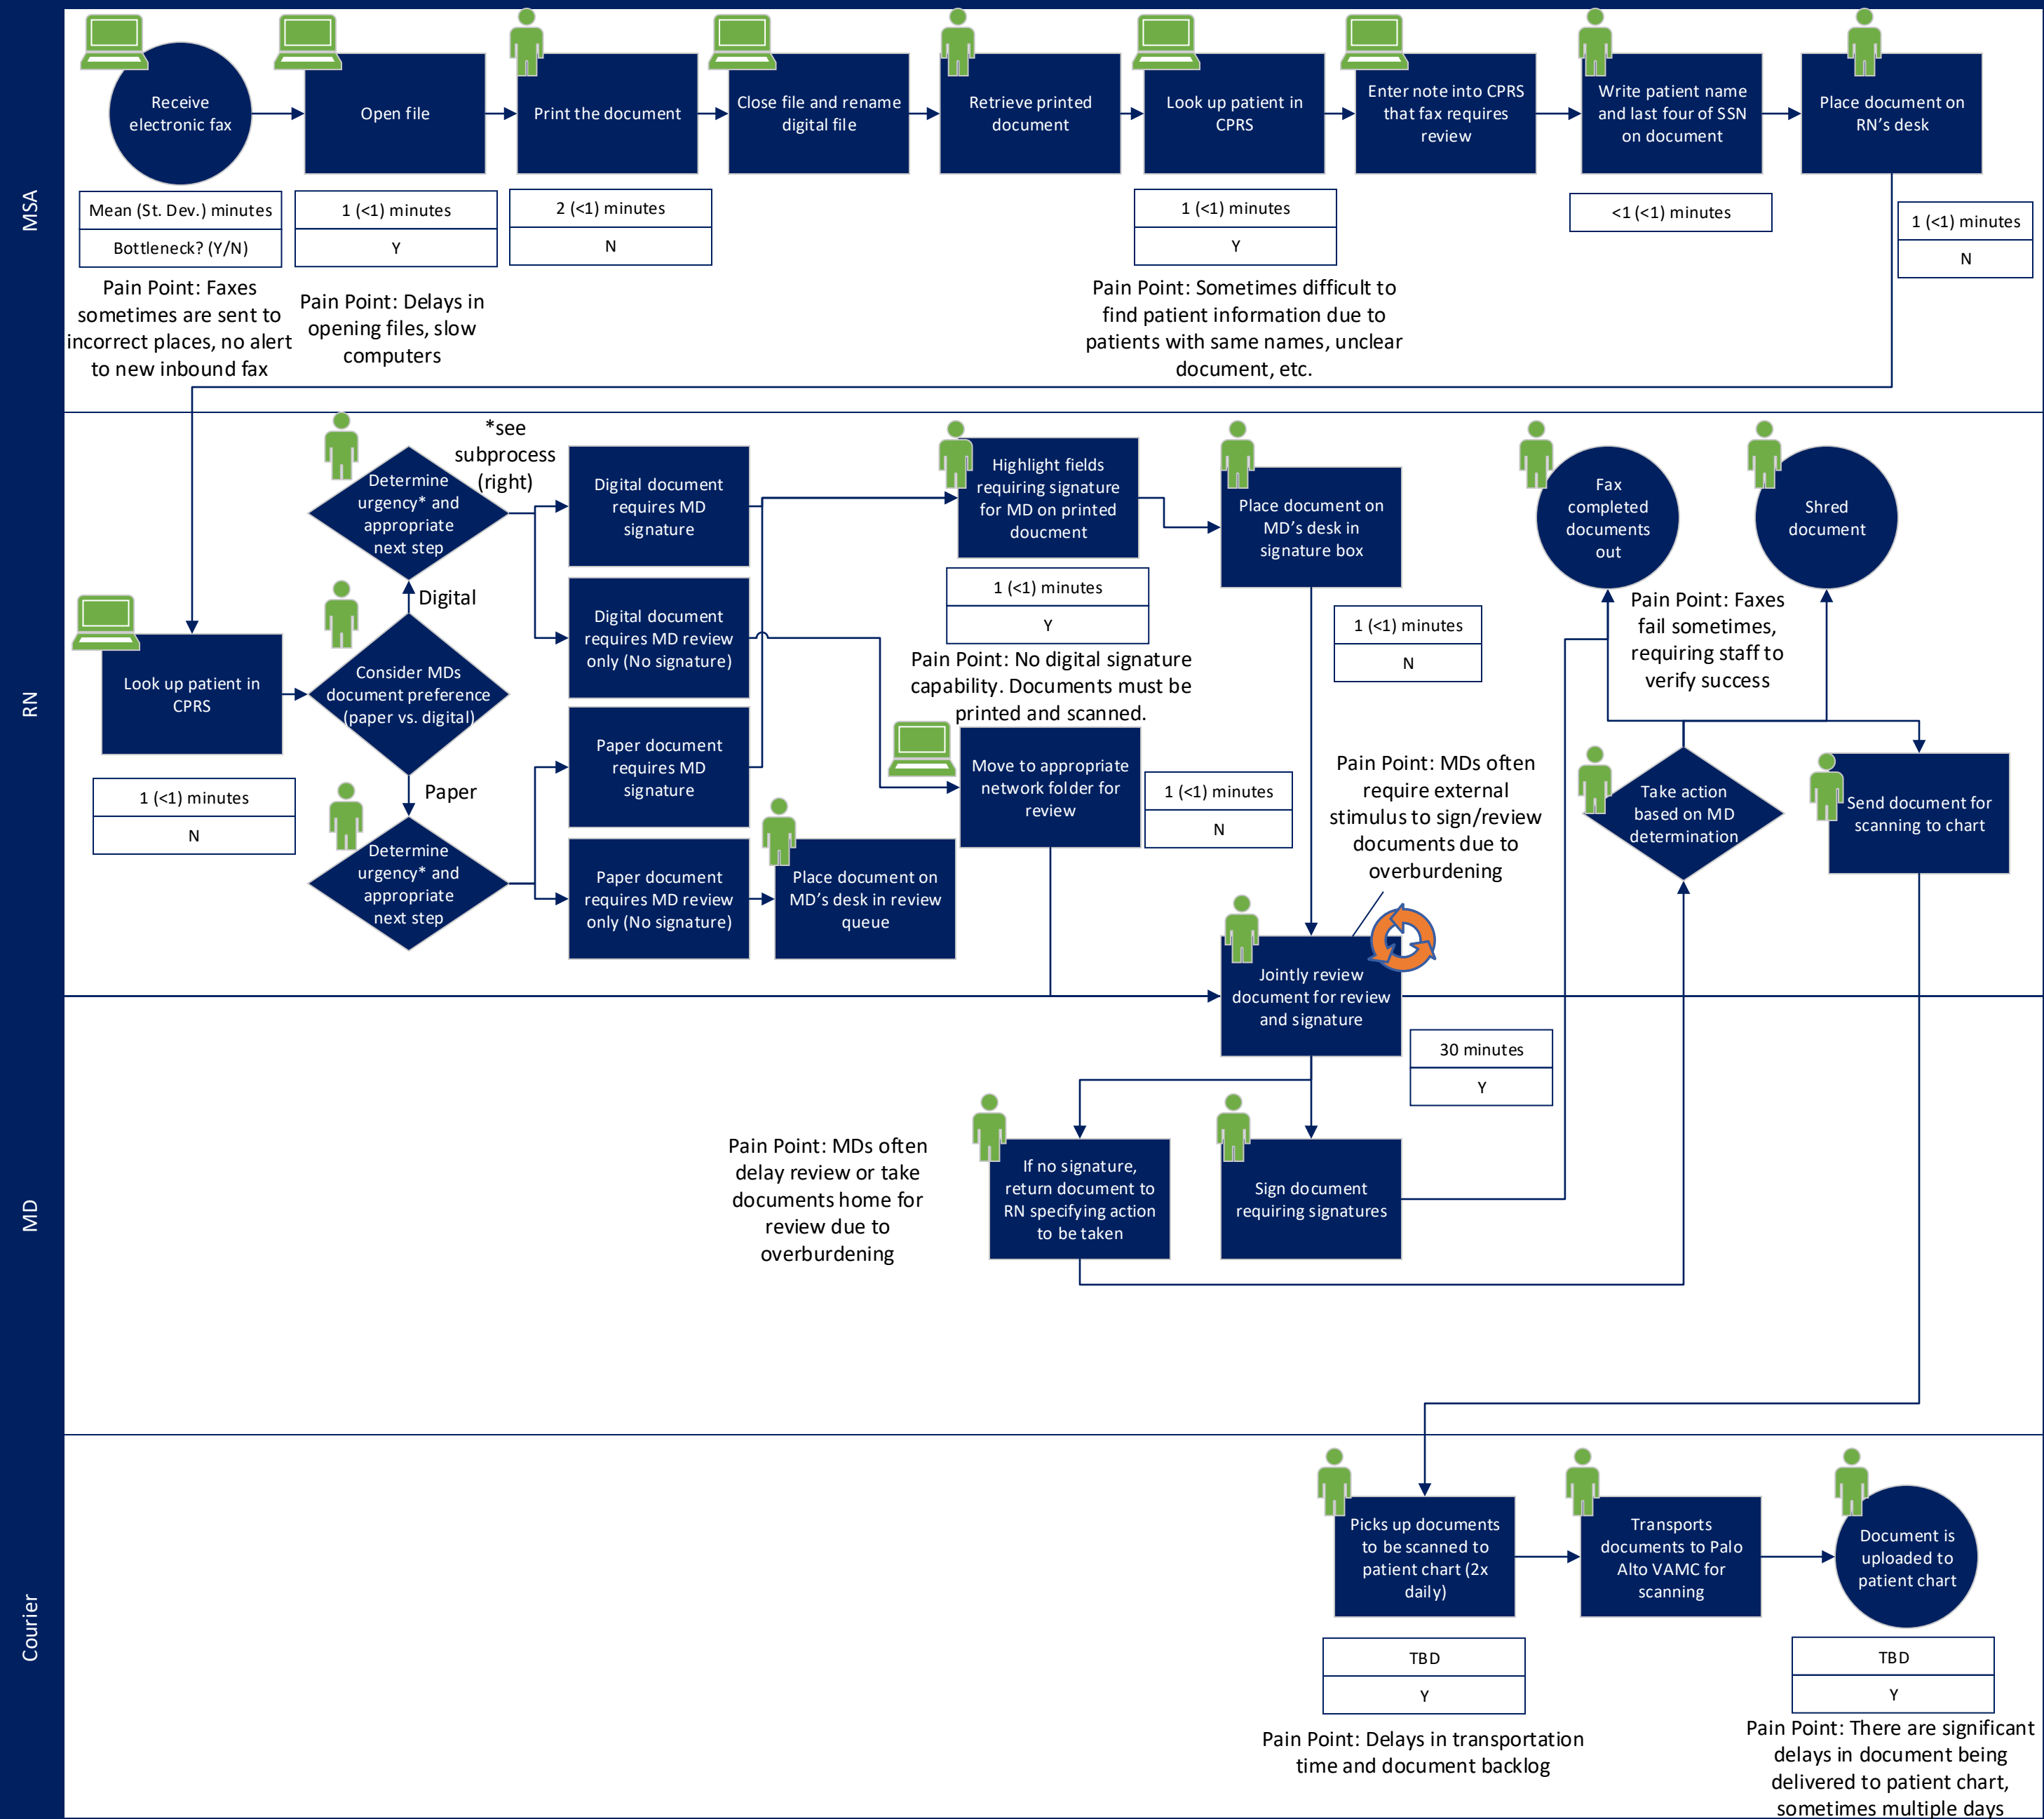 MSA
Receive
electronic fax
Open file
Print the document
Close file and rename
digital file
Retrieve printed
document
Look up patient in
CPRS
Enter note into CPRS
that fax requires
review
Write patient name
and last four of SSN
on document
Place document on
RN's desk
Mean (St. Dev.) minutes
Bottleneck? (Y/N)
1 (<1) minutes
Y
2 (<1) minutes
N
1 (<1) minutes
Y
<1 (<1) minutes
1 (<1) minutes
N
Pain Point: Faxes
sometimes are sent to
incorrect places, no alert
to new inbound fax
Pain Point: Delays in
opening files, slow
computers
Pain Point: Sometimes difficult to
find patient information due to
patients with same names, unclear
document, etc.
RN
Look up patient in
CPRS
1 (<1) minutes
N
Consider MDs
document preference
(paper vs. digital)
Digital
Paper
Determine
urgency* and
appropriate
next step
*see
subprocess
(right)
Determine
urgency* and
appropriate
next step
Digital document
requires MD
signature
Digital document
requires MD review
only (No signature)
Paper document
requires MD
signature
Paper document
requires MD review
only (No signature)
Place document on
MD's desk in review
queue
Highlight fields
requiring signature
for MD on printed
doucment
1 (<1) minutes
Y
Pain Point: No digital signature
capability. Documents must be
printed and scanned.
Move to appropriate
network folder for
review
1 (<1) minutes
N
Place document on
MD's desk in
signature box
1 (<1) minutes
N
Pain Point: MDs often
require external
stimulus to sign/review
documents due to
overburdening
Jointly review
document for review
and signature
30 minutes
Y
Fax
completed
documents
out
Shred
document
Pain Point: Faxes
fail sometimes,
requiring staff to
verify success
Take action
based on MD
determination
Send document for
scanning to chart
MD
Pain Point: MDs often
delay review or take
documents home for
review due to
overburdening
If no signature,
return document to
RN specifying action
to be taken
Sign document
requiring signatures
Courier
Picks up documents
to be scanned to
patient chart (2x
daily)
Transports
documents to Palo
Alto VAMC for
scanning
Document is
uploaded to
patient chart
TBD
Y
TBD
Y
Pain Point: Delays in transportation
time and document backlog
Pain Point: There are significant
delays in document being
delivered to patient chart,
sometimes multiple days